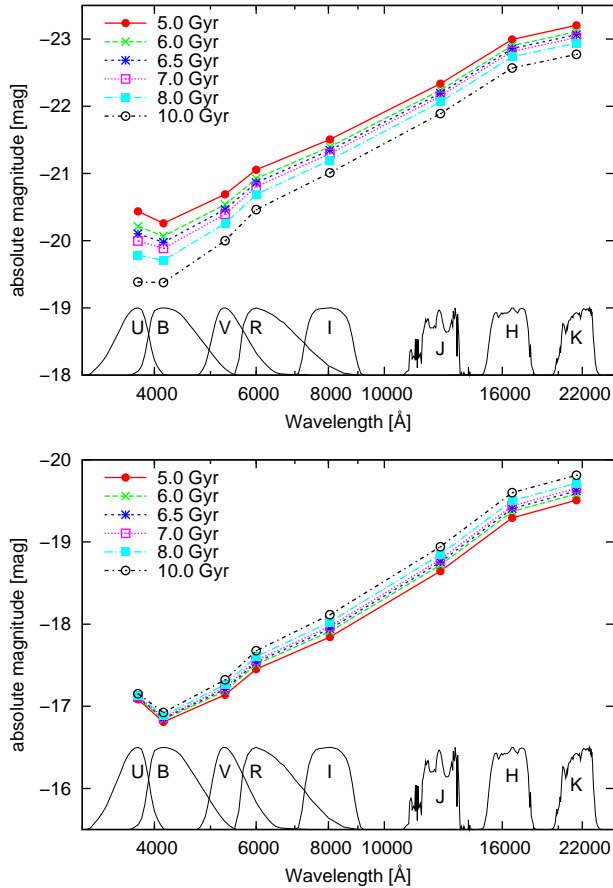 absolute magnitude [mag]
−23
−22
−21
−20
−19
−18
5.0 Gyr
6.0 Gyr
6.5 Gyr
7.0 Gyr
8.0 Gyr
10.0 Gyr
U B V R I J H K
4000 6000 8000 10000 16000 22000
Wavelength [Å]
absolute magnitude [mag]
−20
−19
−18
−17
−16
5.0 Gyr
6.0 Gyr
6.5 Gyr
7.0 Gyr
8.0 Gyr
10.0 Gyr
U B V R I J H K
4000 6000 8000 10000 16000 22000
Wavelength [Å]